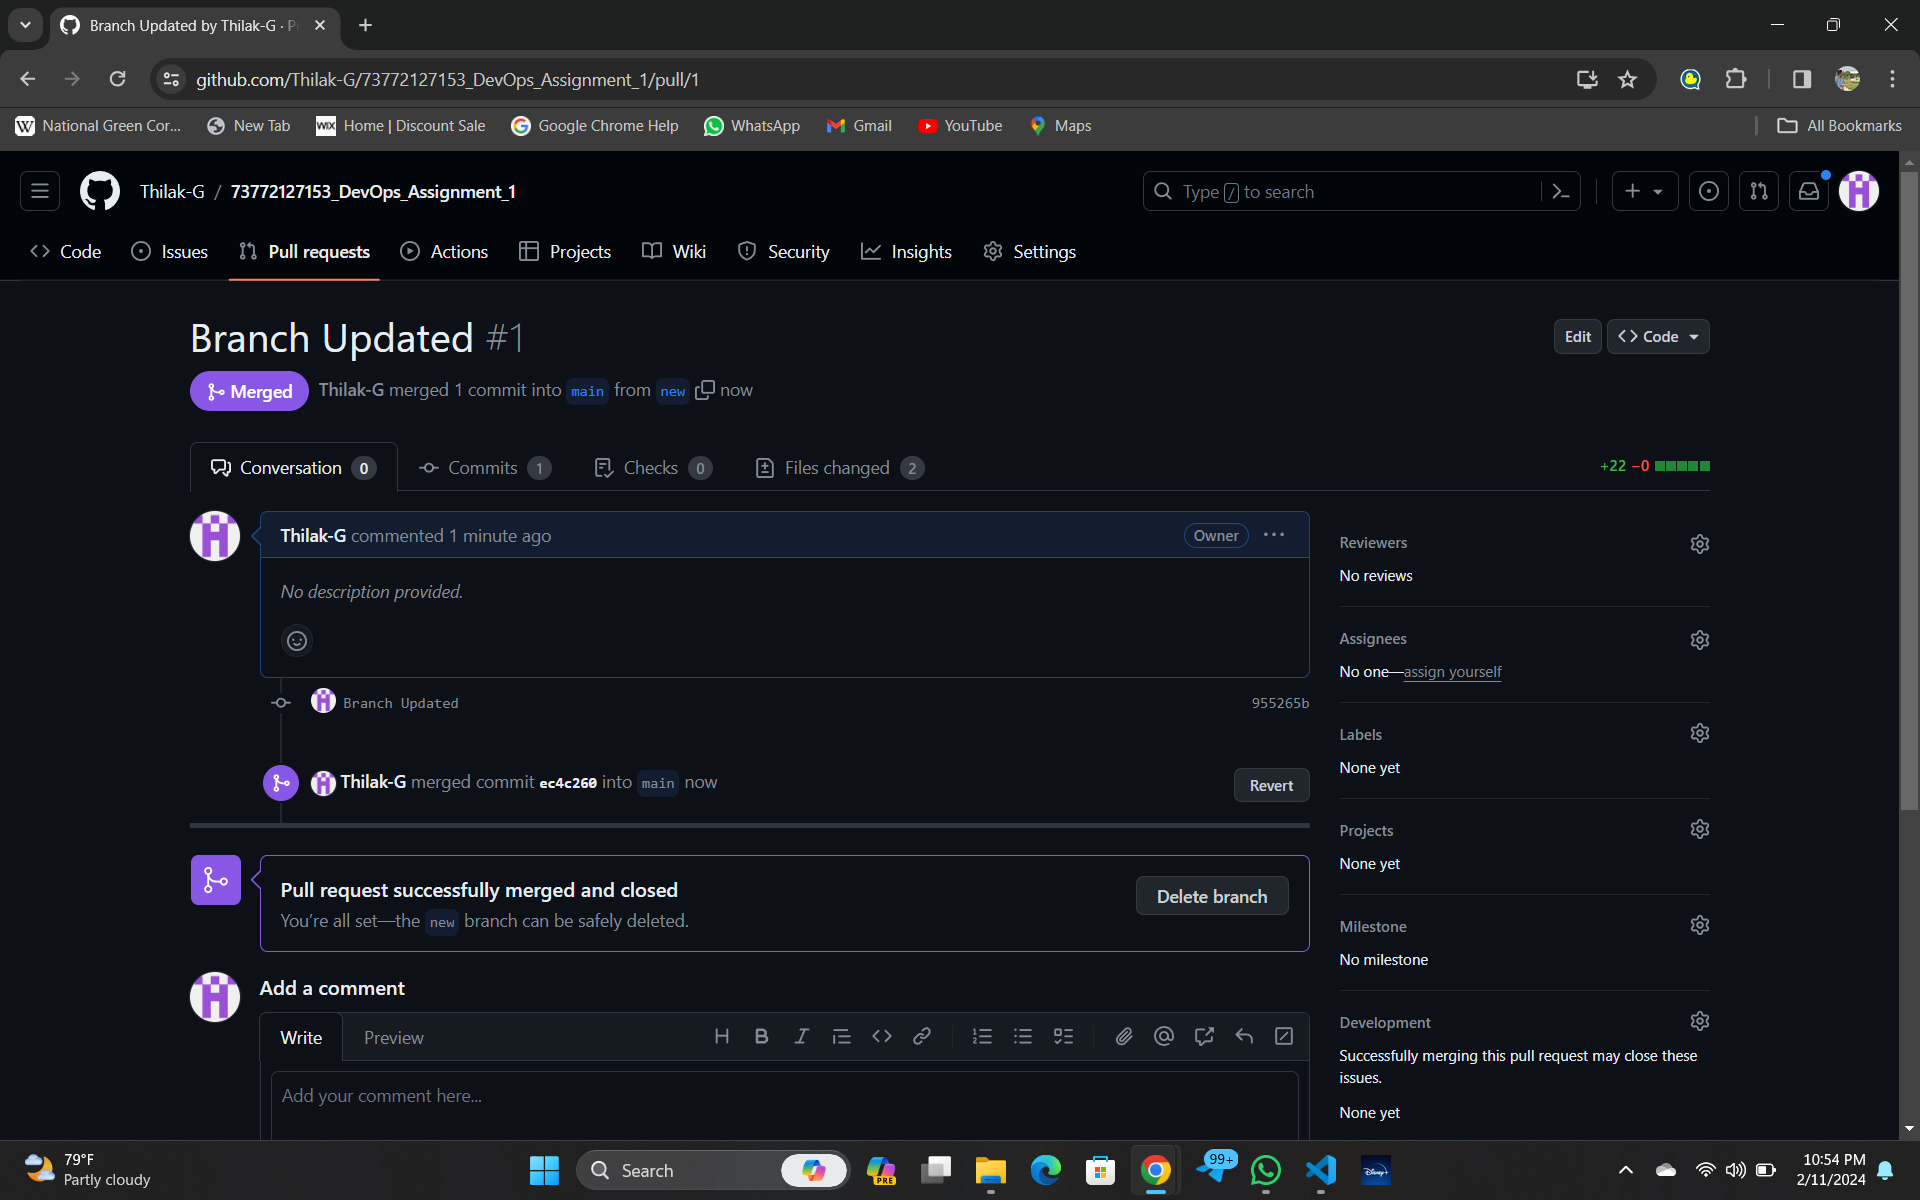 Branch Updated by Thilak-G · P
github.com/Thilak-G/73772127153_DevOps_Assignment_1/pull/1
National Green Cor...
New Tab
WIX Home | Discount Sale
Google Chrome Help
WhatsApp
Gmail
YouTube
Maps
All Bookmarks
Thilak-G / 73772127153_DevOps_Assignment_1
Type / to search
Code
Issues
Pull requests
Actions
Projects
Wiki
Security
Insights
Settings
Branch Updated #1
Edit
Code
Merged
Thilak-G merged 1 commit into main from new now
Conversation 0
Commits 1
Checks 0
Files changed 2
+22 −0
Thilak-G commented 1 minute ago
Owner
No description provided.
Branch Updated
955265b
Thilak-G merged commit ec4c260 into main now
Revert
Pull request successfully merged and closed
You're all set—the new branch can be safely deleted.
Delete branch
Add a comment
Write
Preview
Add your comment here...
Reviewers
No reviews
Assignees
No one—assign yourself
Labels
None yet
Projects
None yet
Milestone
No milestone
Development
Successfully merging this pull request may close these
issues.
None yet
79°F
Partly cloudy
Search
PRE
99+
Disney+
10:54 PM
2/11/2024